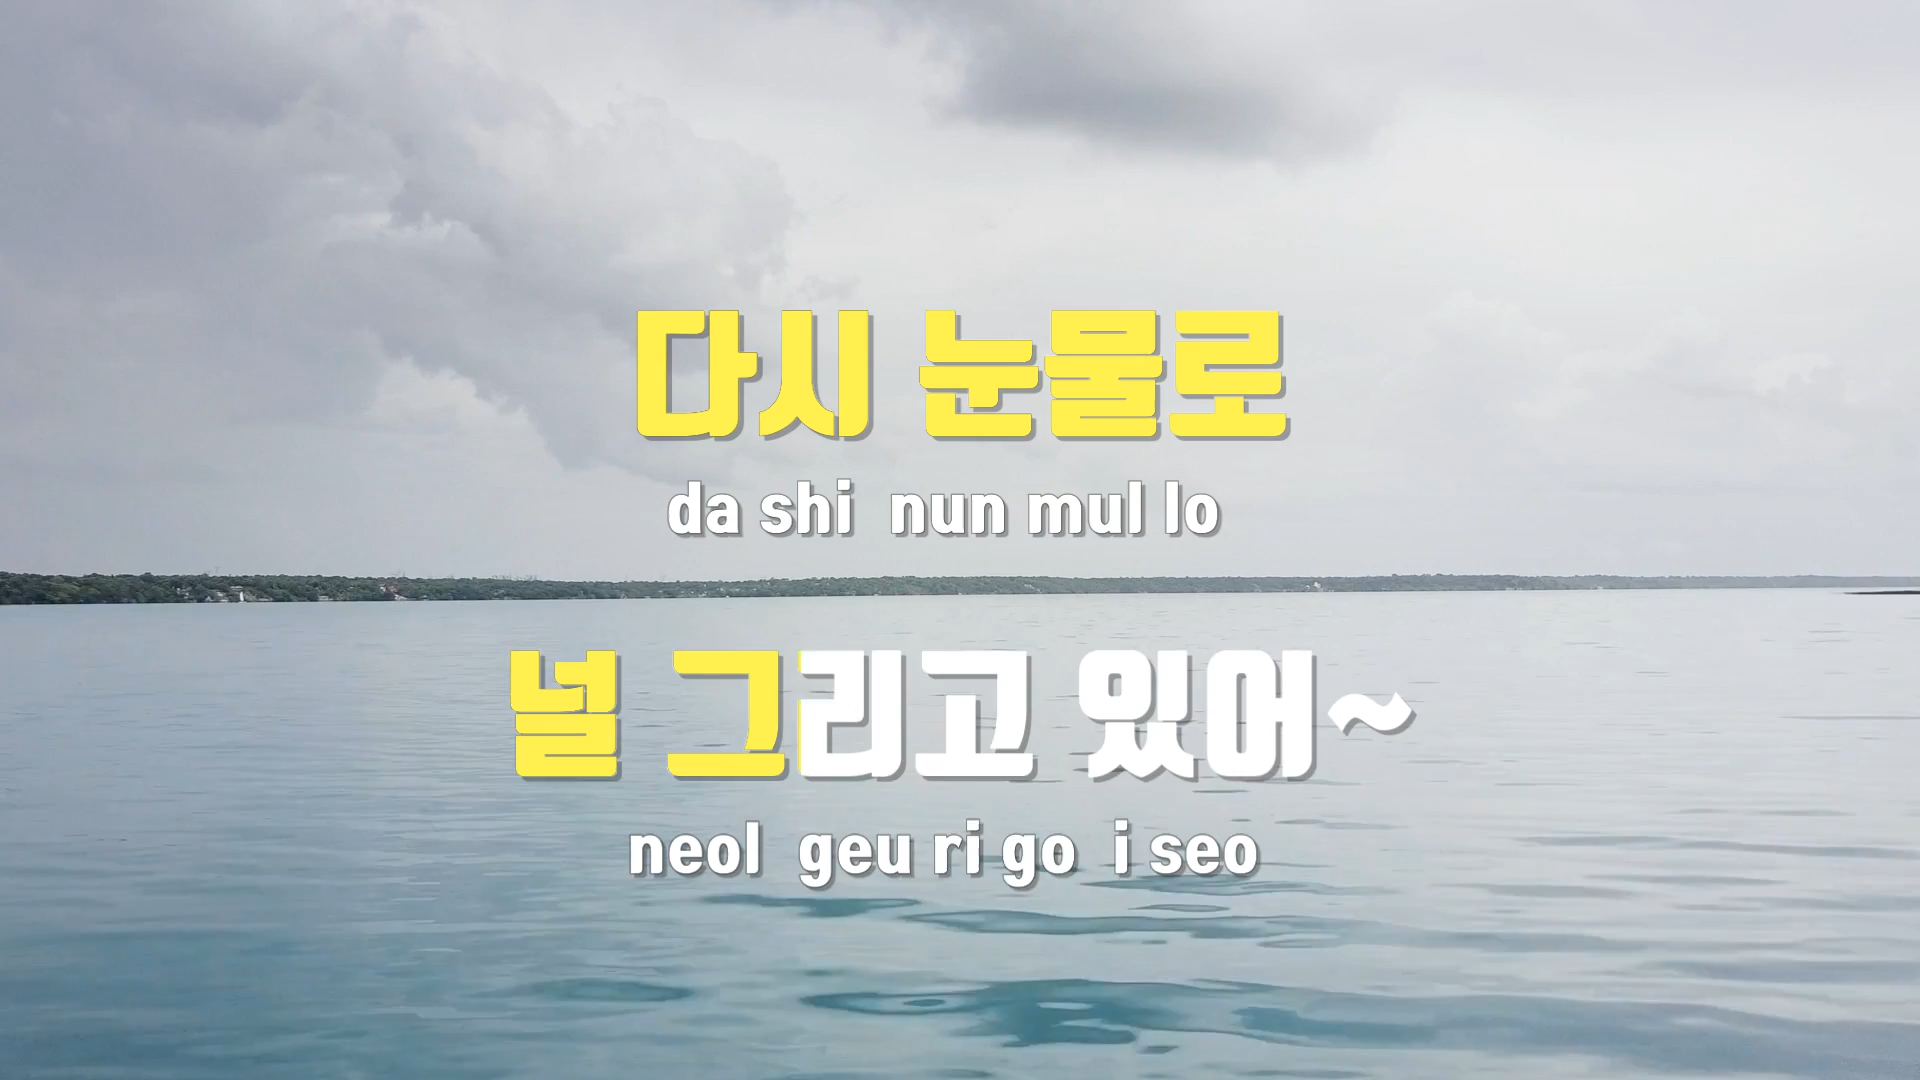 다시 눈물로
da shi nun mul lo
널 그리고 있어~
neol geu ri go i seo